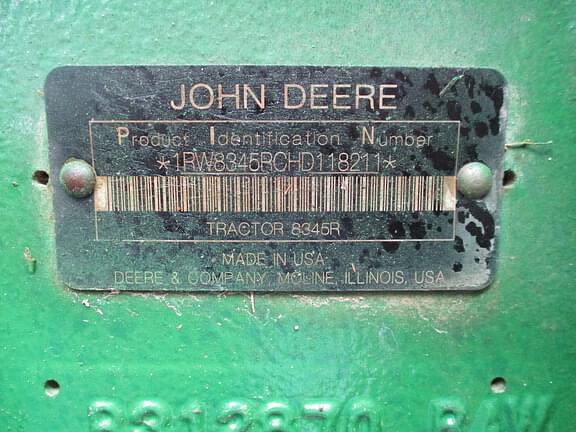 JOHN DEERE
Product Identification Number
*1RW8345RCHD118211*
TRACTOR 8345R
MADE IN USA
DEERE & COMPANY, MOLINE, ILLINOIS, USA